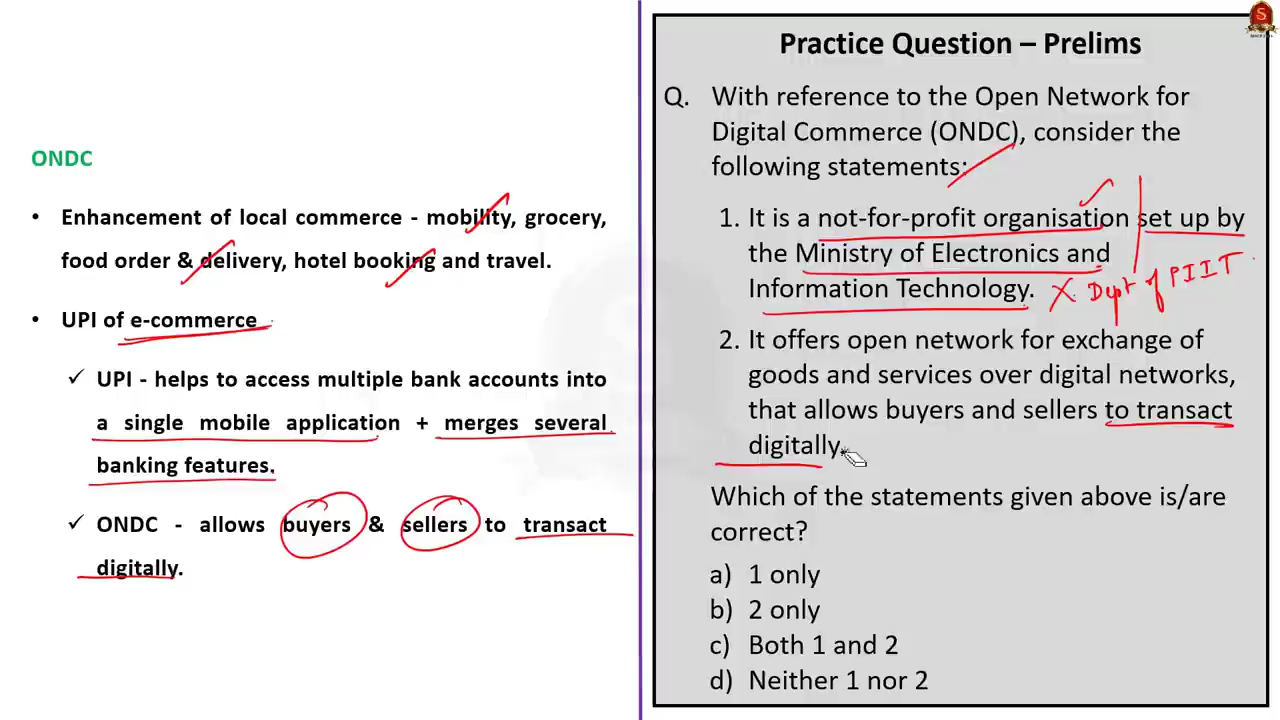 ONDC
• Enhancement of local commerce - mobility, grocery,
food order & delivery, hotel booking and travel.
• UPI of e-commerce
✓ UPI - helps to access multiple bank accounts into
a single mobile application + merges several
banking features.
✓ ONDC - allows buyers & sellers to transact
digitally.
Practice Question – Prelims
Q. With reference to the Open Network for
Digital Commerce (ONDC), consider the
following statements:
1. It is a not-for-profit organisation set up by
the Ministry of Electronics and
Information Technology.
X. Dept of PIIT
2. It offers open network for exchange of
goods and services over digital networks,
that allows buyers and sellers to transact
digitally.
Which of the statements given above is/are
correct?
a) 1 only
b) 2 only
c) Both 1 and 2
d) Neither 1 nor 2